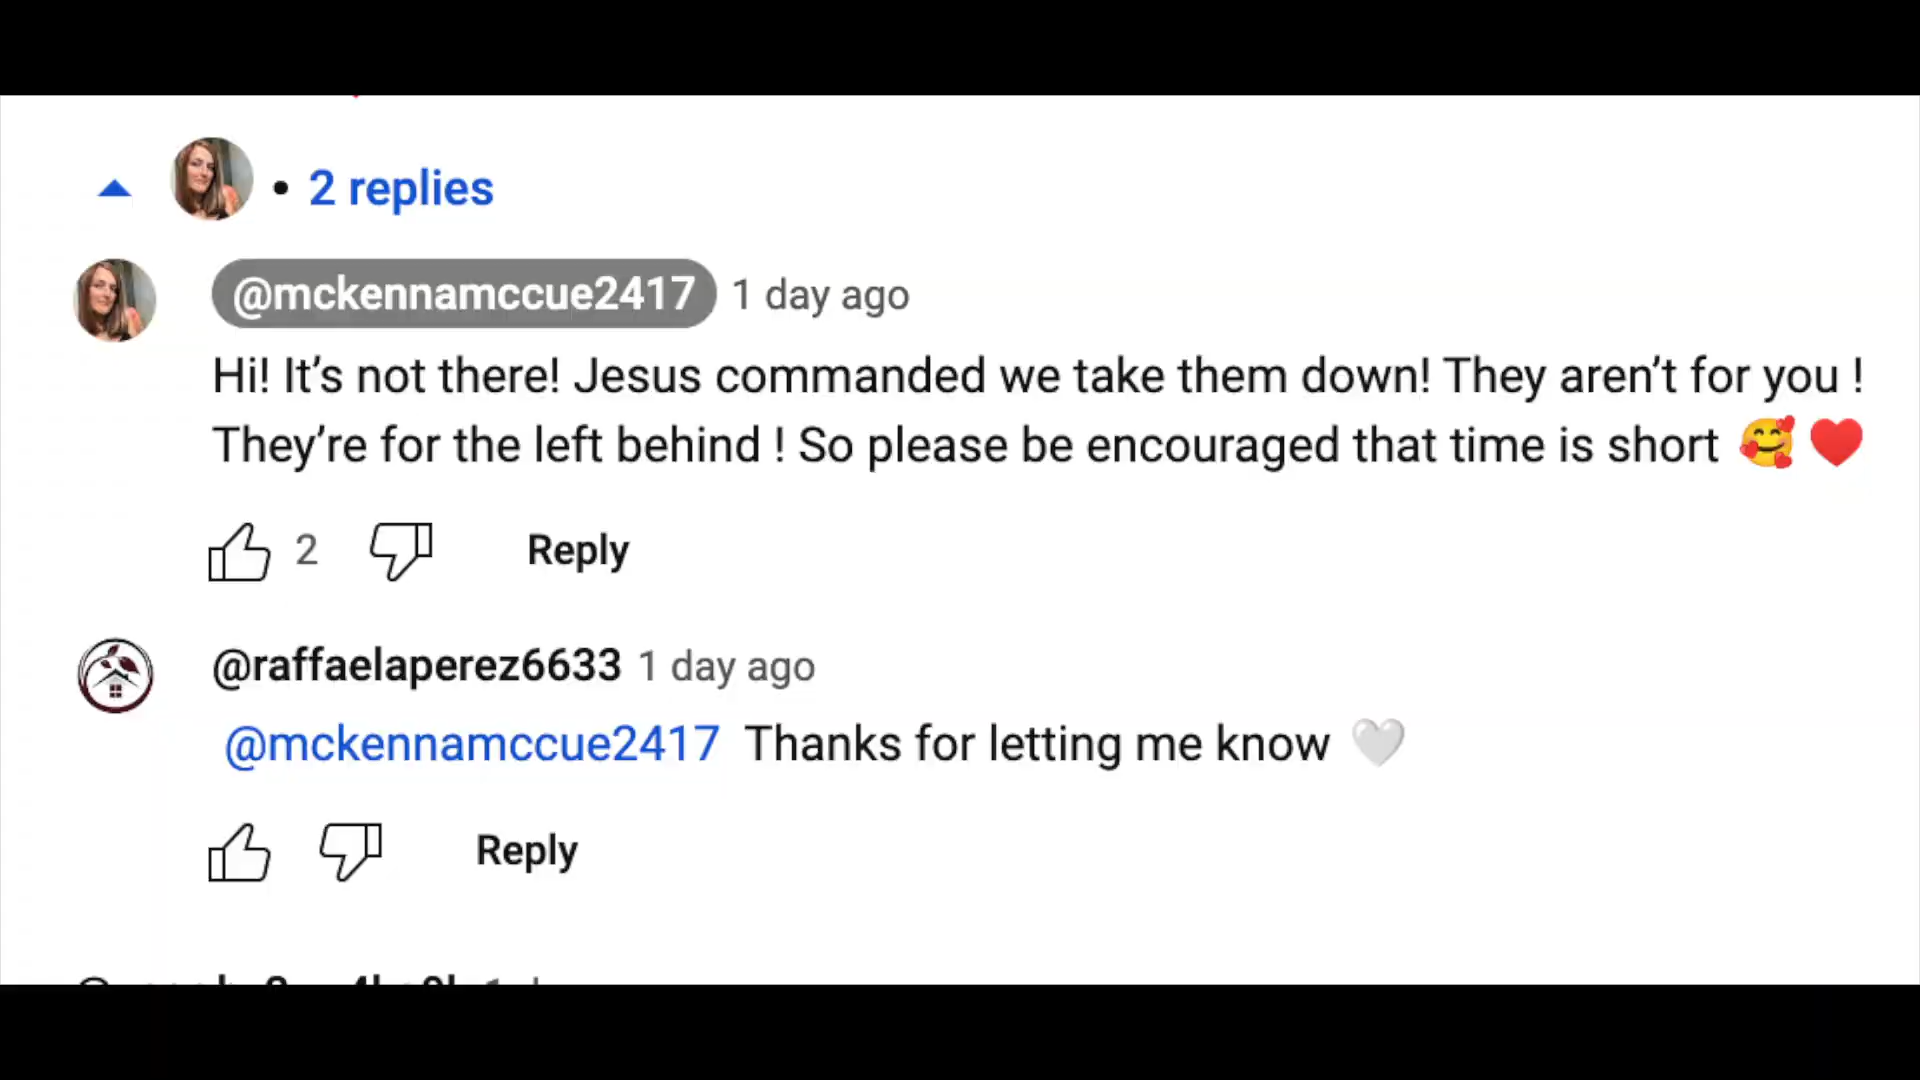 • 2 replies
@mckennamccue2417 1 day ago
Hi! It’s not there! Jesus commanded we take them down! They aren’t for you !
They’re for the left behind ! So please be encouraged that time is short 🥰 ♥️
2 Reply
@raffaelaperez6633 1 day ago
@mckennamccue2417 Thanks for letting me know 🤍
Reply